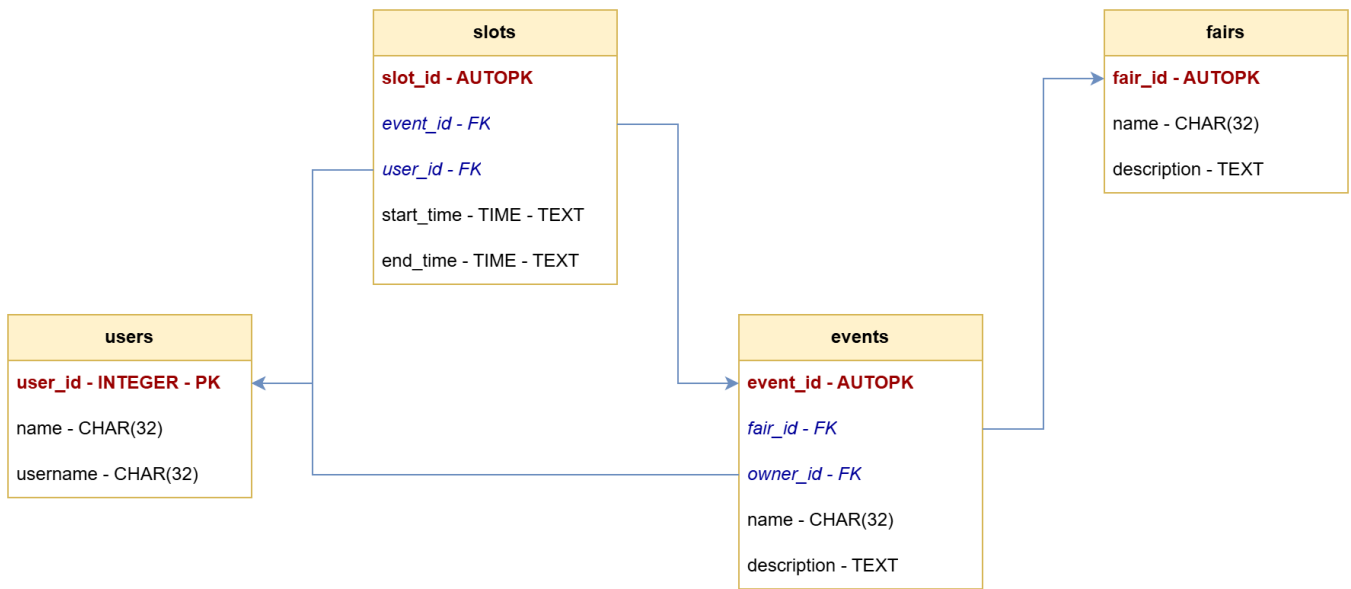 slots
slot_id - AUTOPK
event_id - FK
user_id - FK
start_time - TIME - TEXT
end_time - TIME - TEXT
fairs
fair_id - AUTOPK
name - CHAR(32)
description - TEXT
users
user_id - INTEGER - PK
name - CHAR(32)
username - CHAR(32)
events
event_id - AUTOPK
fair_id - FK
owner_id - FK
name - CHAR(32)
description - TEXT